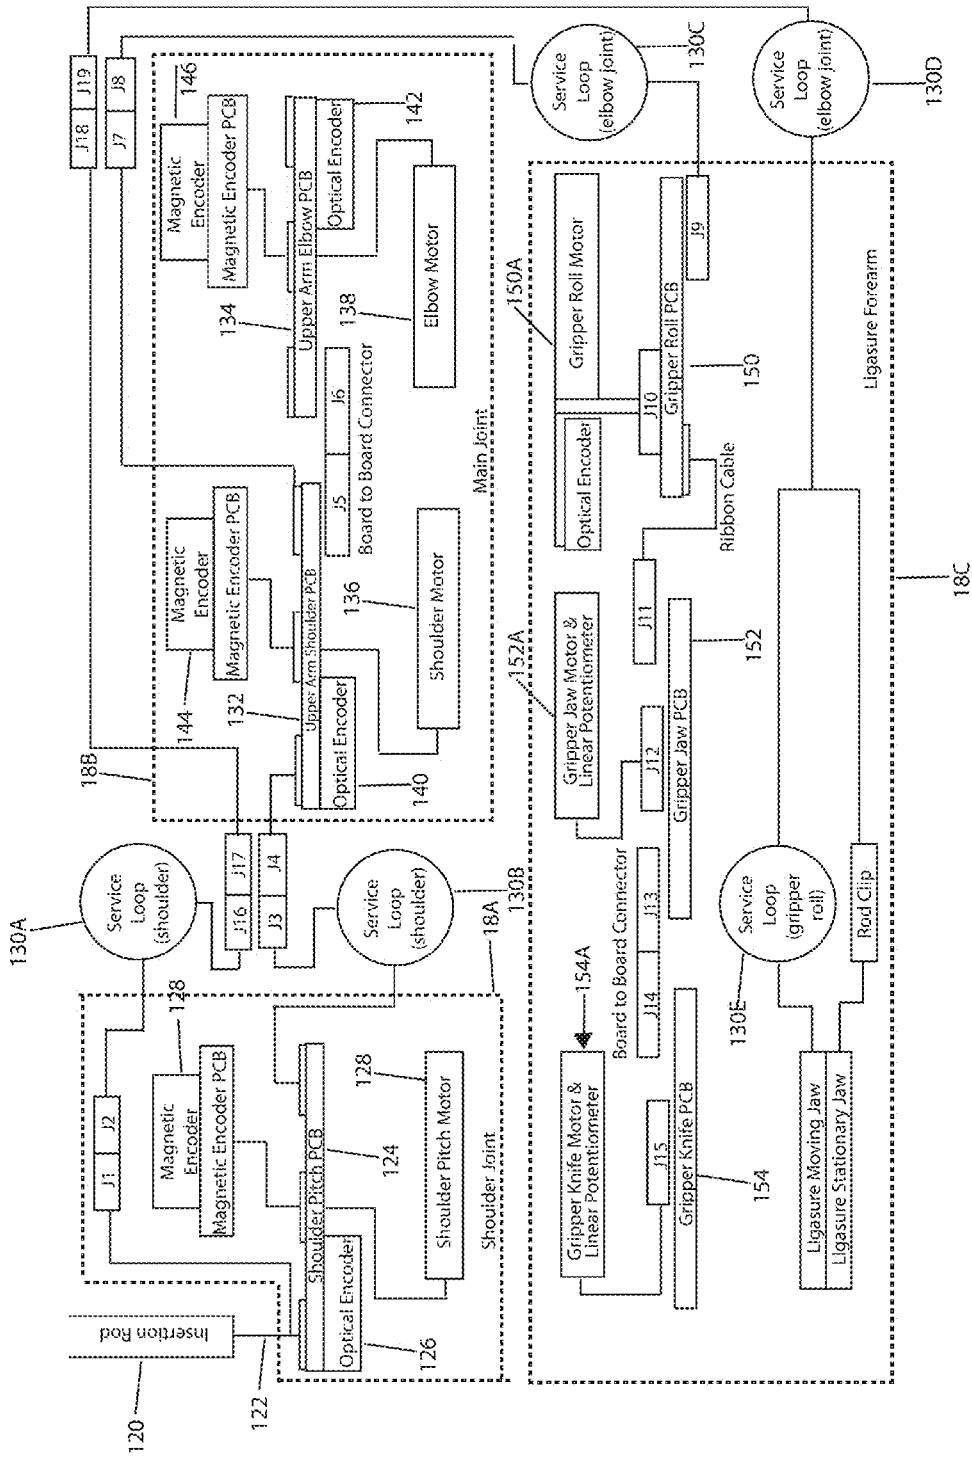 120
Insertion Rod
122
J1
J2
Magnetic
Encoder
Magnetic Encoder PCB
128
Shoulder Pitch PCB
Optical Encoder
126
124
128
Shoulder Pitch Motor
Shoulder Joint
18A
130A
Service
Loop
(shoulder)
J16
J17
J3
J4
Service
Loop
(shoulder)
130B
18B
144
Magnetic
Encoder
Magnetic Encoder PCB
132
Upper Arm Shoulder PCB
Optical Encoder
140
136
Shoulder Motor
J5
J6
Board to Board Connector
Main Joint
J18
J19
J7
J8
146
Magnetic
Encoder
Magnetic Encoder PCB
134
Upper Arm Elbow PCB
Optical Encoder
142
138
Elbow Motor
Service
Loop
(elbow joint)
130C
Service
Loop
(elbow joint)
130D
154A
Gripper Knife Motor &
Linear Potentiometer
J15
Gripper Knife PCB
154
Board to Board Connector
J14
J13
152A
Gripper Jaw Motor &
Linear Potentiometer
J12
J11
Gripper Jaw PCB
152
150A
Optical Encoder
Gripper Roll Motor
J10
Gripper Roll PCB
J9
150
Ribbon Cable
130E
Service
Loop
(gripper
roll)
Rod Clip
Ligasure Moving Jaw
Ligasure Stationary Jaw
Ligasure Forearm
18C